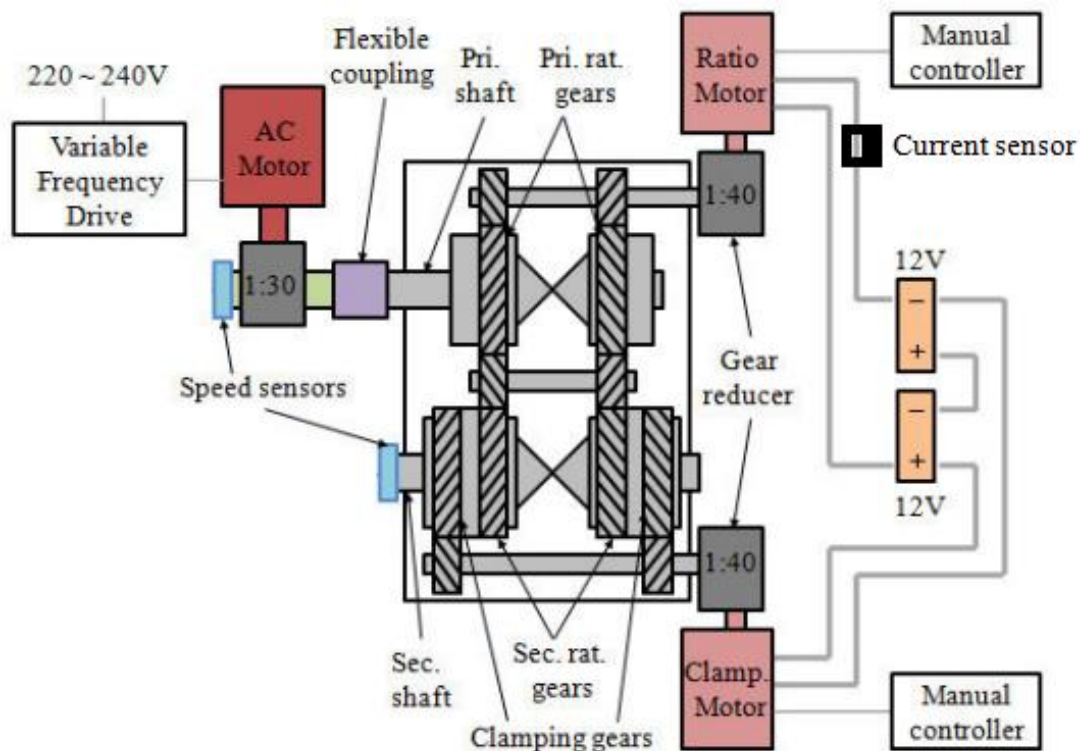 220 ~ 240V
Variable
Frequency
Drive
AC
Motor
1:30
Flexible
coupling
Pri.
shaft
Pri. rat.
gears
Ratio
Motor
1:40
Manual
controller
Current sensor
12V
−
+
−
+
12V
Speed sensors
Gear
reducer
1:40
Sec.
shaft
Sec. rat.
gears
Clamping gears
Clamp.
Motor
Manual
controller